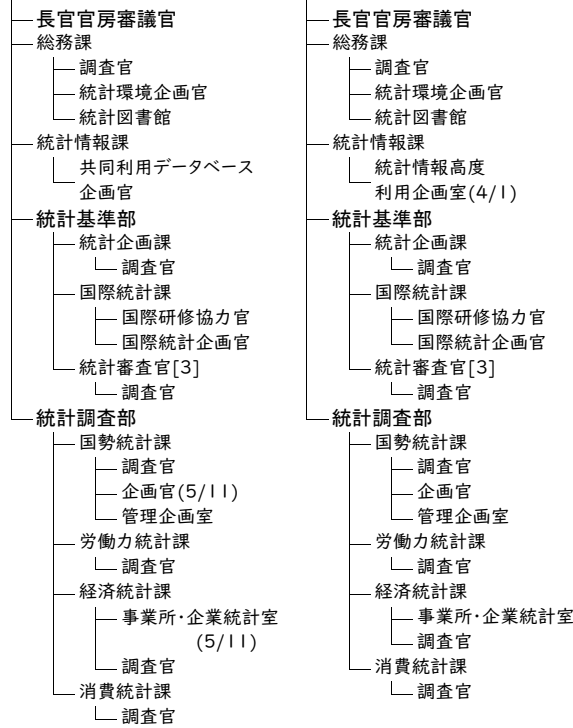 長官官房審議官
総務課
調査官
統計環境企画官
統計図書館
統計情報課
共同利用データベース
企画官
統計基準部
統計企画課
調査官
国際統計課
国際研修協力官
国際統計企画官
統計審査官[3]
調査官
統計調査部
国勢統計課
調査官
企画官(5/11)
管理企画室
労働力統計課
調査官
経済統計課
事業所・企業統計室
(5/11)
調査官
消費統計課
調査官
長官官房審議官
総務課
調査官
統計環境企画官
統計図書館
統計情報課
統計情報高度
利用企画室(4/1)
統計基準部
統計企画課
調査官
国際統計課
国際研修協力官
国際統計企画官
統計審査官[3]
調査官
統計調査部
国勢統計課
調査官
企画官
管理企画室
労働力統計課
調査官
経済統計課
事業所・企業統計室
調査官
消費統計課
調査官